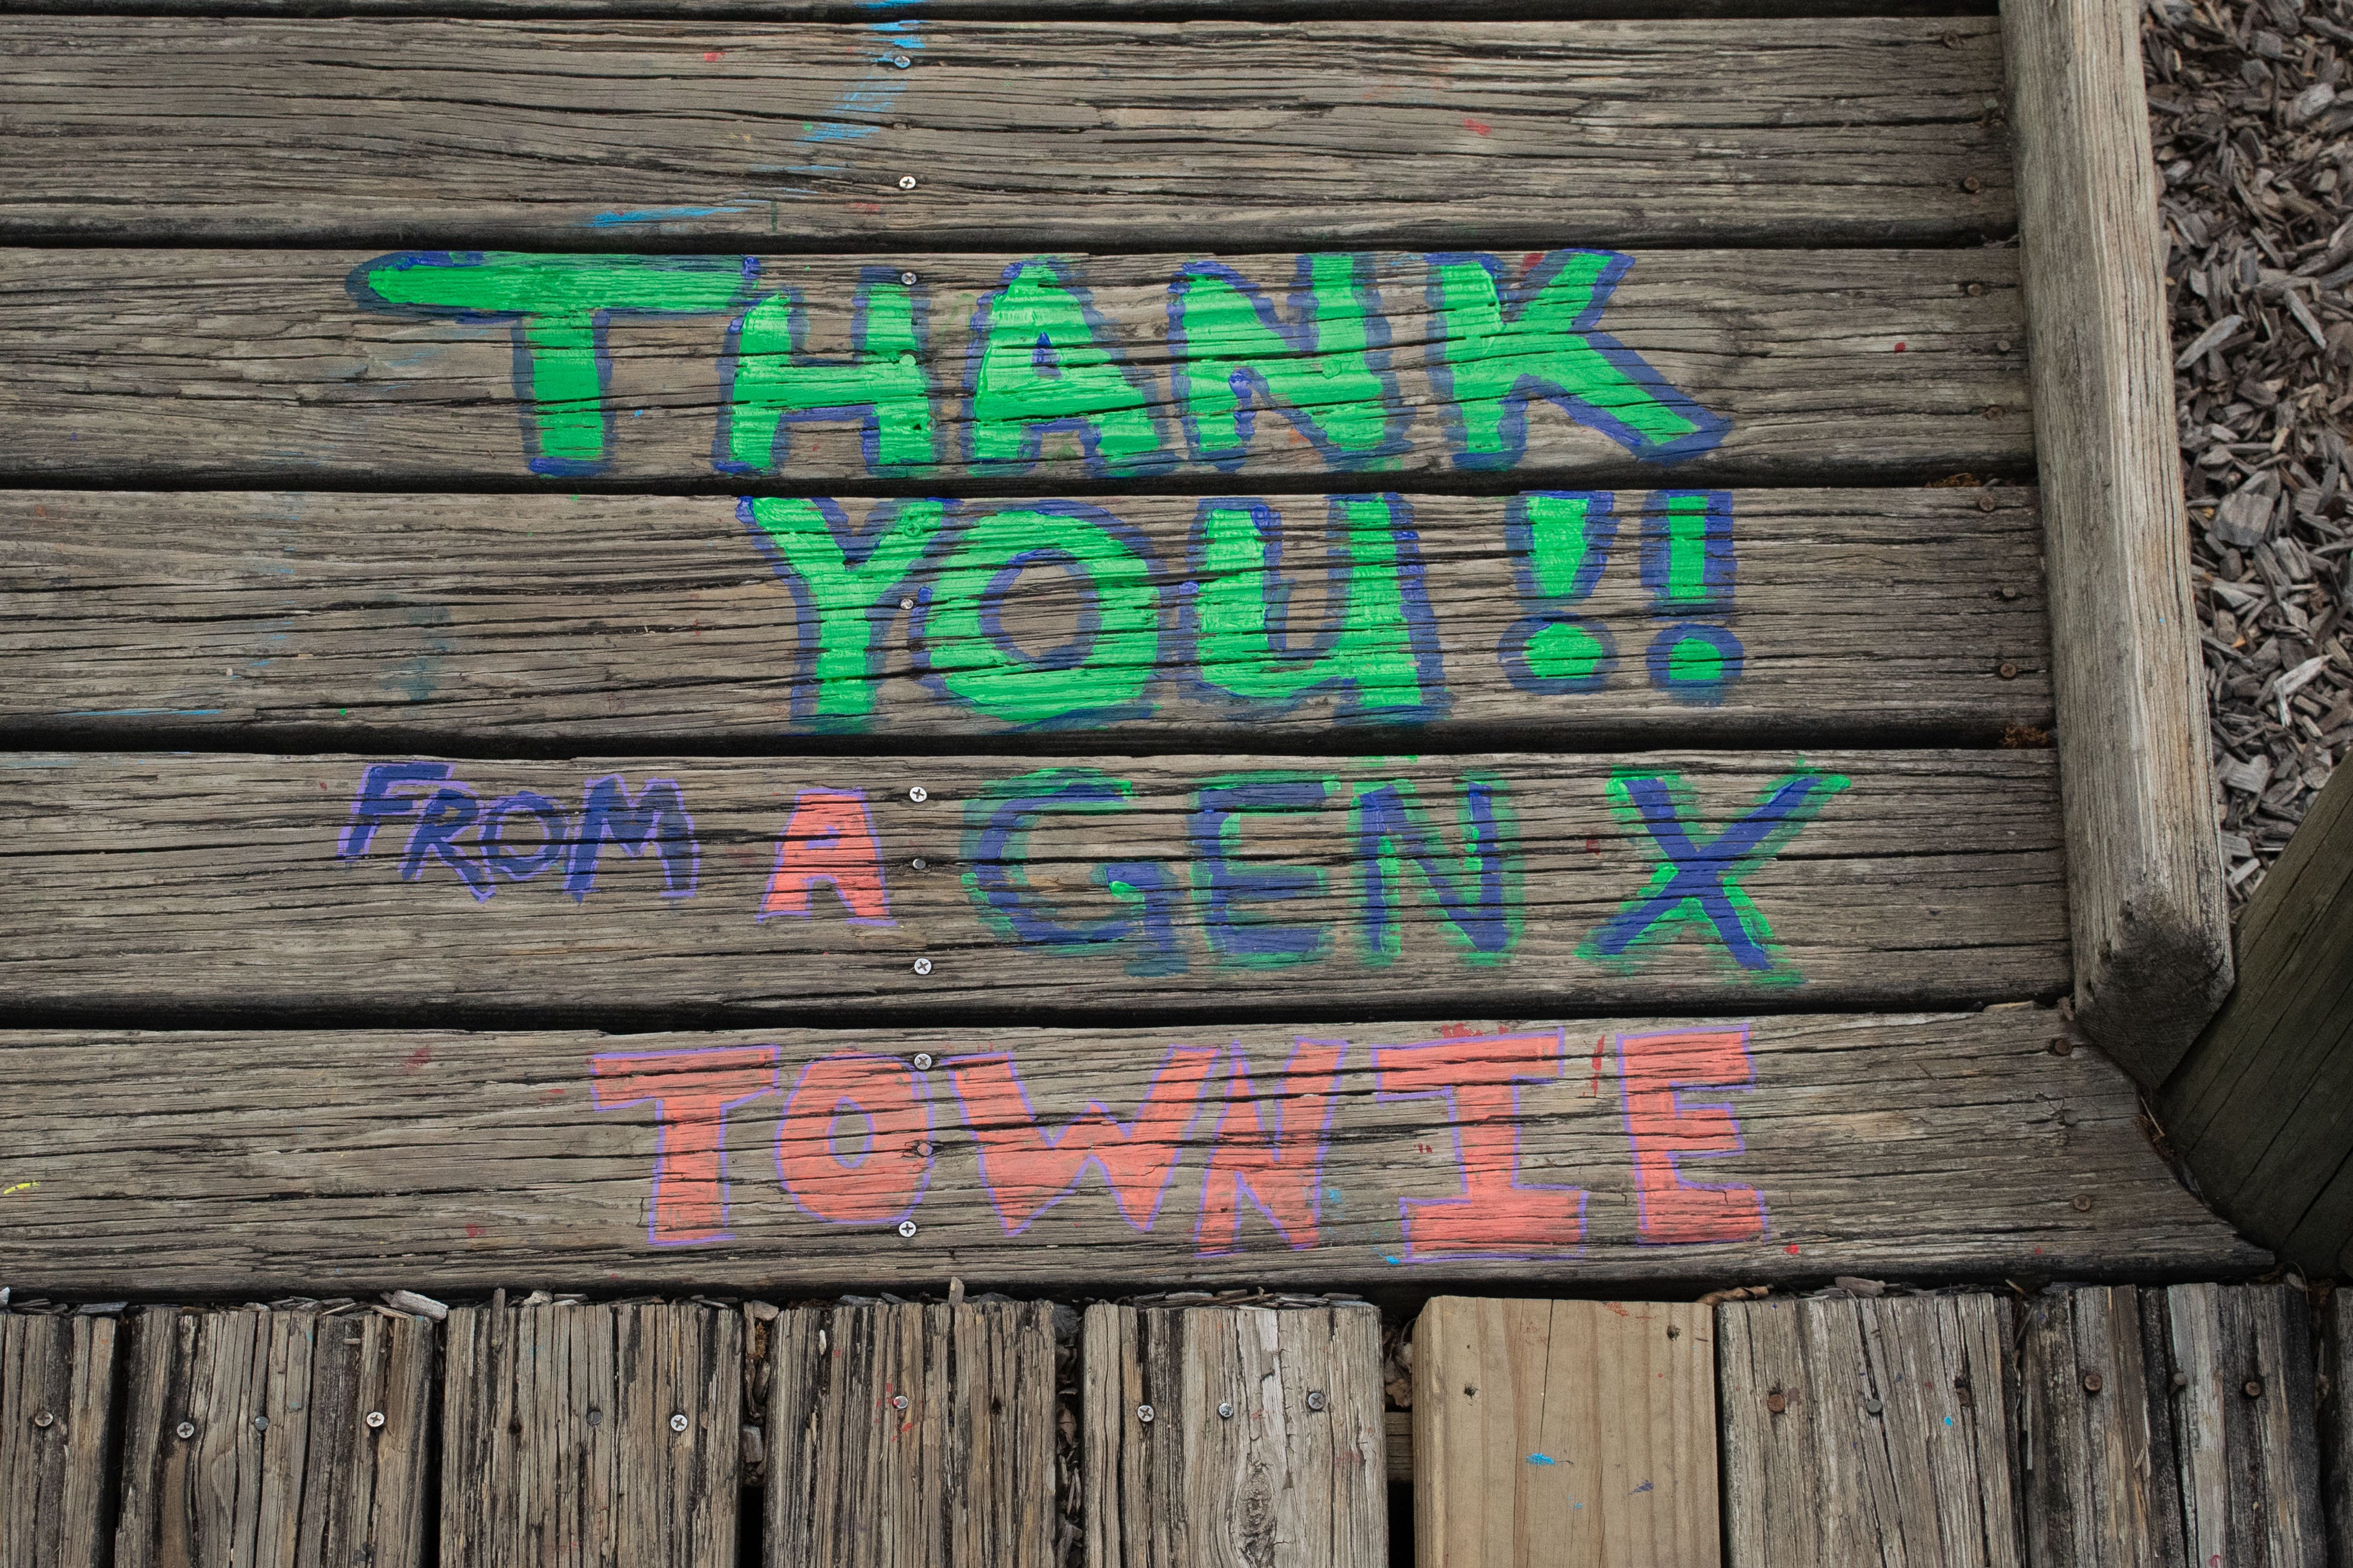 THANK
YOU!!
FROM A GEN X
TOWNIE